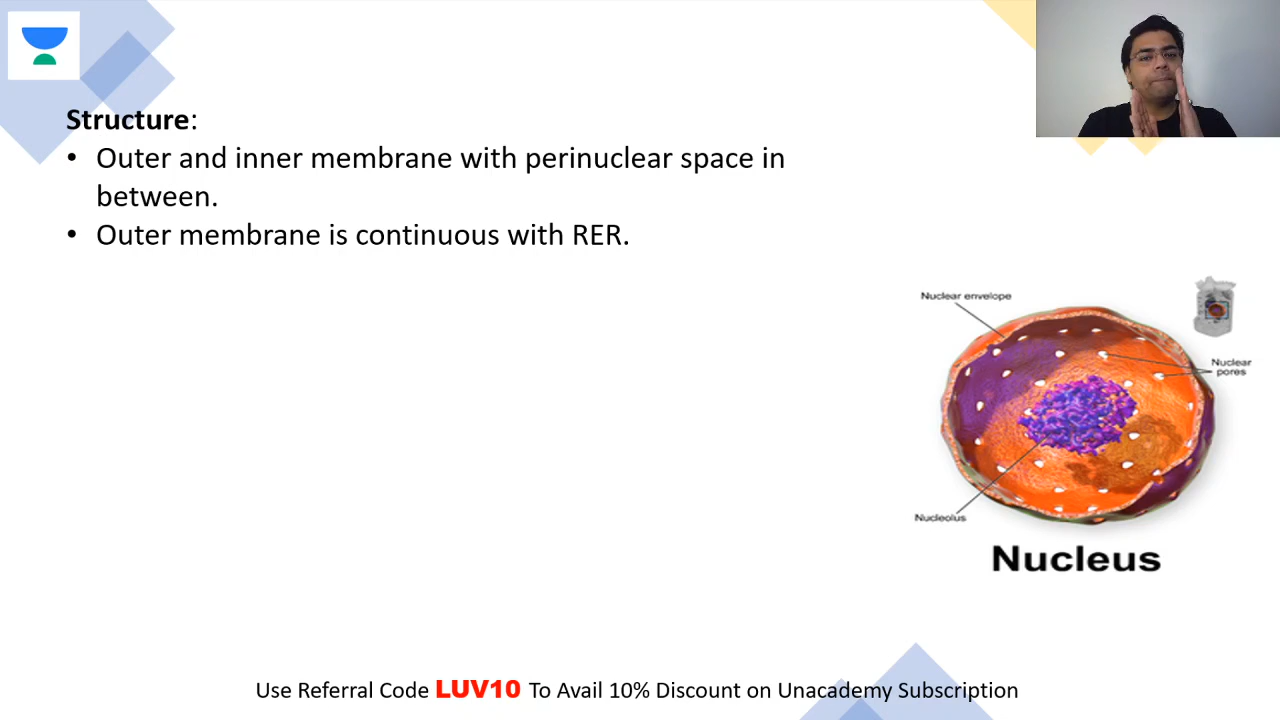 Structure:
• Outer and inner membrane with perinuclear space in
between.
• Outer membrane is continuous with RER.
Nuclear envelope
Nuclear
pores
Nucleolus
Nucleus
Use Referral Code LUV10 To Avail 10% Discount on Unacademy Subscription